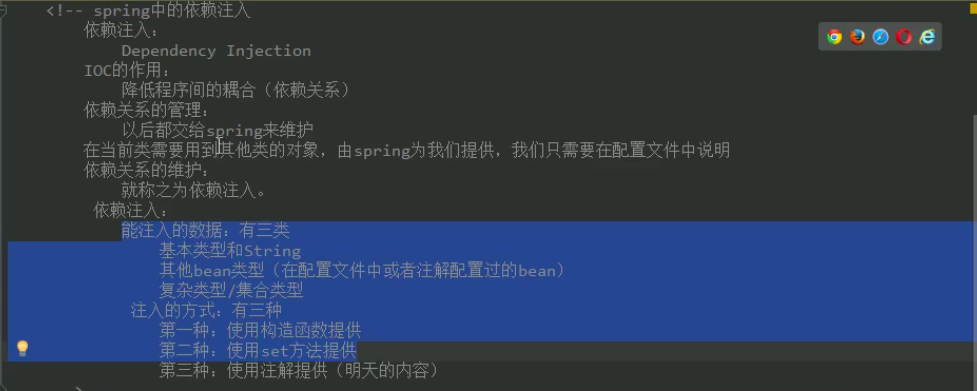 <!-- spring中的依赖注入
依赖注入：
Dependency Injection
IOC的作用：
降低程序间的耦合（依赖关系）
依赖关系的管理：
以后都交给spring来维护
在当前类需要用到其他类的对象，由spring为我们提供，我们只需要在配置文件中说明
依赖关系的维护：
就称之为依赖注入。
依赖注入：
能注入的数据：有三类
基本类型和String
其他bean类型（在配置文件中或者注解配置过的bean）
复杂类型/集合类型
注入的方式：有三种
第一种：使用构造函数提供
第二种：使用set方法提供
第三种：使用注解提供（明天的内容）